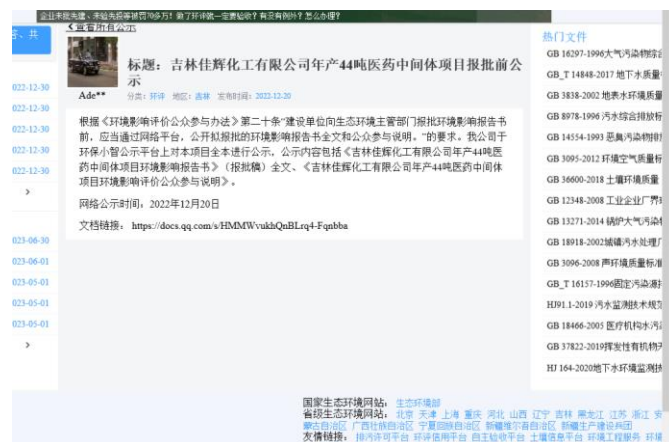 企业未批先建、未验先投等被罚70多万！做了环评就一定要验收？有没有例外？怎么办理？
查看所有公示
、共
标题：吉林佳辉化工有限公司年产44吨医药中间体项目报批前公
示
Ade** 分类：环评 地区：吉林 发布时间：2022-12-20
根据《环境影响评价公众参与办法》第二十条“建设单位向生态环境主管部门报批环境影响报告书
前，应当通过网络平台，公开拟报批的环境影响报告书全文和公众参与说明。”的要求。我公司于
环保小智公示平台上对本项目全本进行公示，公示内容包括《吉林佳辉化工有限公司年产44吨医
药中间体项目环境影响报告书》（报批稿）全文、《吉林佳辉化工有限公司年产44吨医药中间体
项目环境影响评价公众参与说明》。
网络公示时间：2022年12月20日
文档链接： https://docs.qq.com/s/HMMWvukhQnBLrq4-Fqnbba
022-12-30
022-12-30
022-12-30
022-12-30
022-12-30
>
023-06-30
023-06-01
023-05-01
023-05-01
023-05-01
>
热门文件
GB 16297-1996大气污染物综
GB_T 14848-2017 地下水质量
GB 3838-2002 地表水环境质量
GB 8978-1996 污水综合排放标
GB 14554-1993 恶臭污染物排
GB 3095-2012 环境空气质量标
GB 36600-2018 土壤环境质量
GB 12348-2008 工业企业厂界
GB 13271-2014 锅炉大气污染
GB 18918-2002城镇污水处理厂
GB 3096-2008 声环境质量标准
GB_T 16157-1996固定污染源
HJ91.1-2019 污水监测技术规
GB 18466-2005 医疗机构水污
GB 37822-2019挥发性有机物
HJ 164-2020地下水环境监测
国家生态环境网站： 生态环境部
省级生态环境网站： 北京 天津 上海 重庆 河北 山西 辽宁 吉林 黑龙江 江苏 浙江 安
蒙古自治区 广西壮族自治区 宁夏回族自治区 新疆维尔吾自治区 新疆生产建设兵团
友情链接： 排污许可平台 环评信用平台 自主验收平台 土壤信息平台 环境工程服务 环境